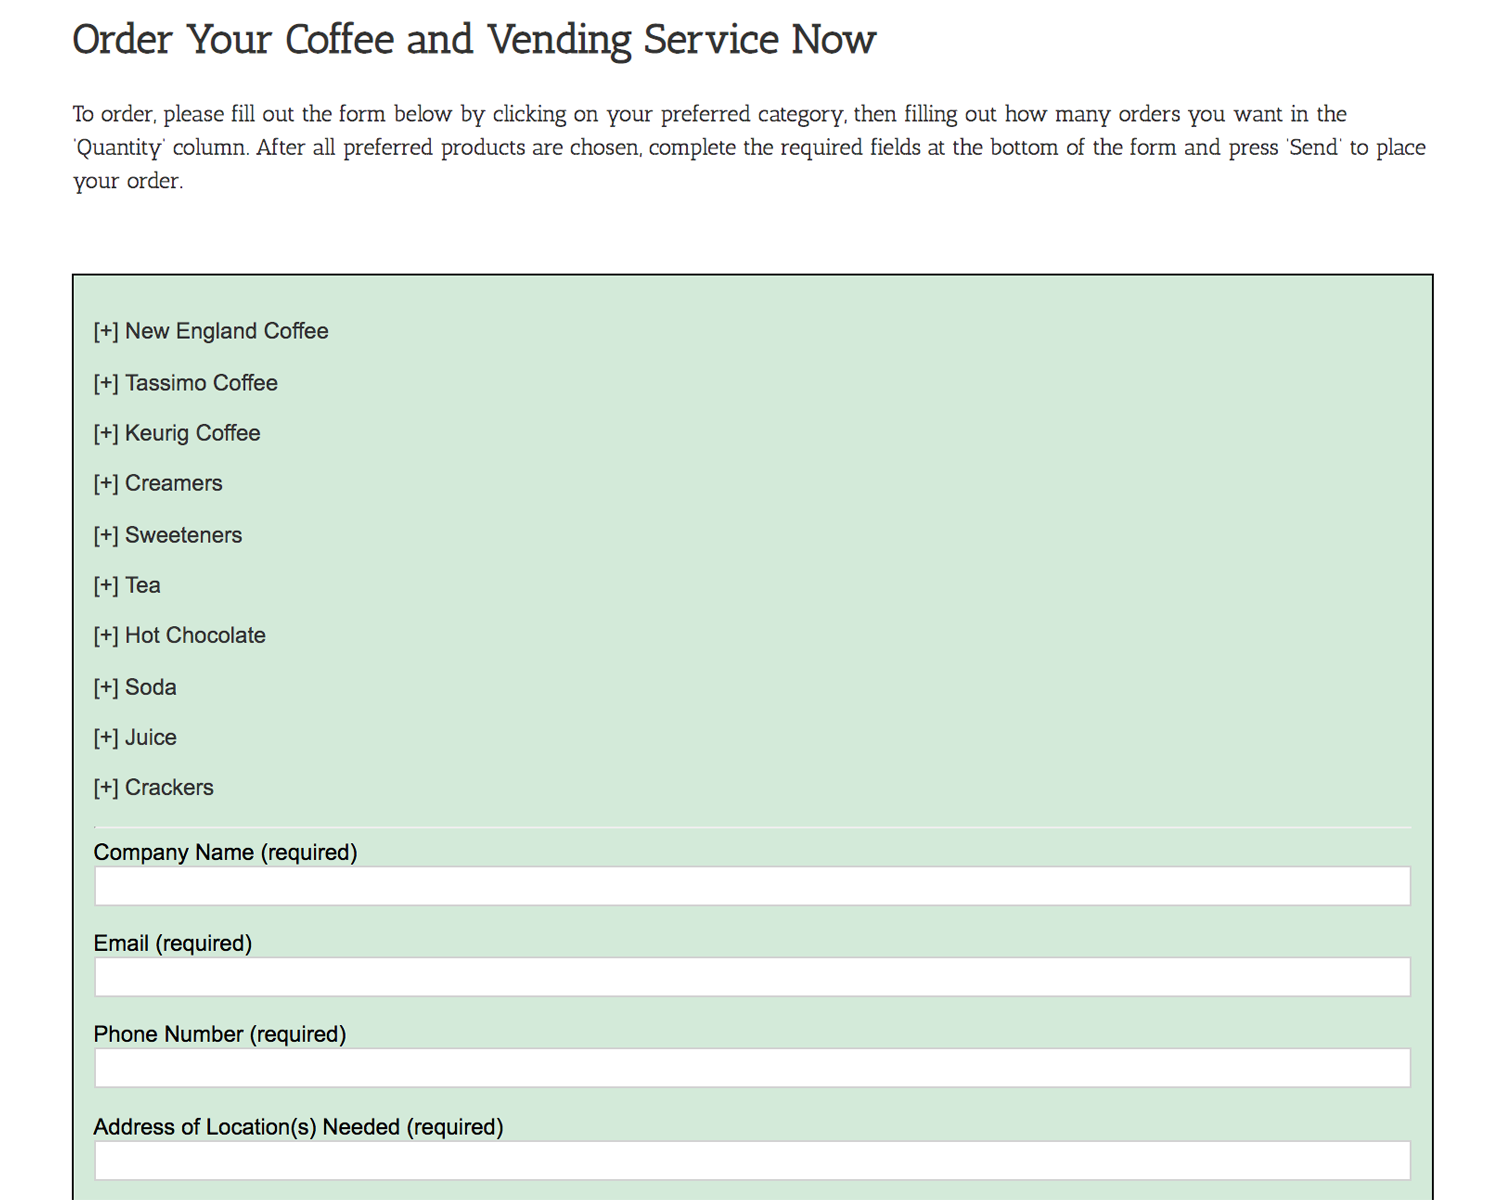 Order Your Coffee and Vending Service Now
To order, please fill out the form below by clicking on your preferred category, then filling out how many orders you want in the
'Quantity' column. After all preferred products are chosen, complete the required fields at the bottom of the form and press 'Send' to place
your order.
[+] New England Coffee
[+] Tassimo Coffee
[+] Keurig Coffee
[+] Creamers
[+] Sweeteners
[+] Tea
[+] Hot Chocolate
[+] Soda
[+] Juice
[+] Crackers
Company Name (required)
Email (required)
Phone Number (required)
Address of Location(s) Needed (required)